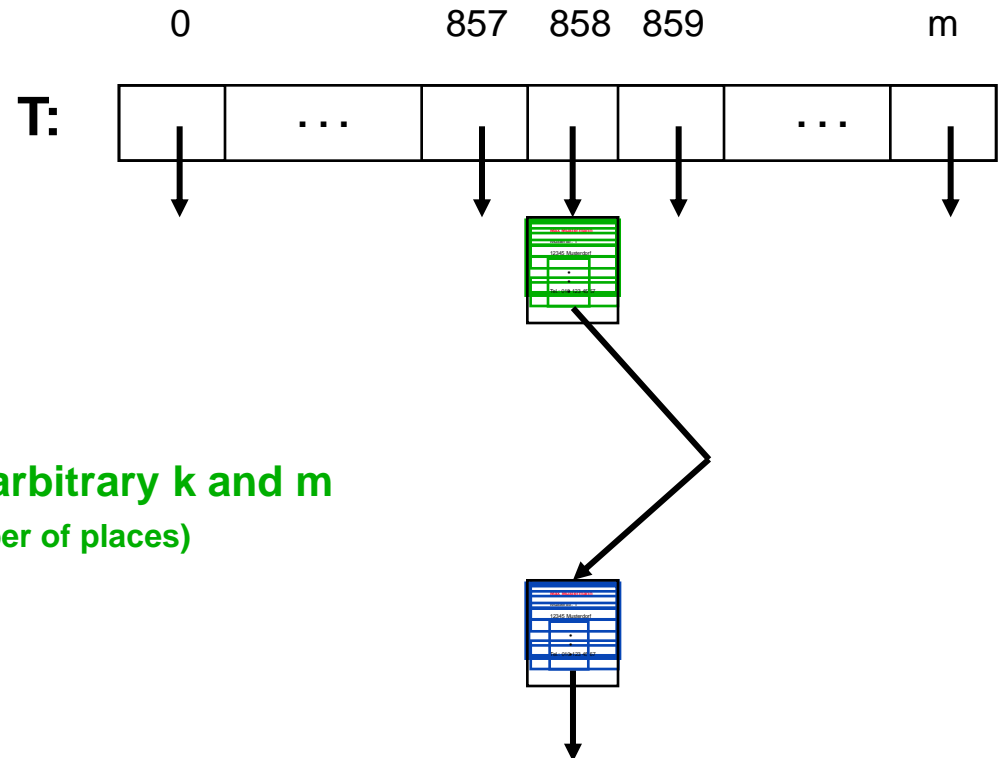 0 857 858 859 m
T: . . . . . .
arbitrary k and m
er of places)
12345 Musterdorf
12345 Musterdorf